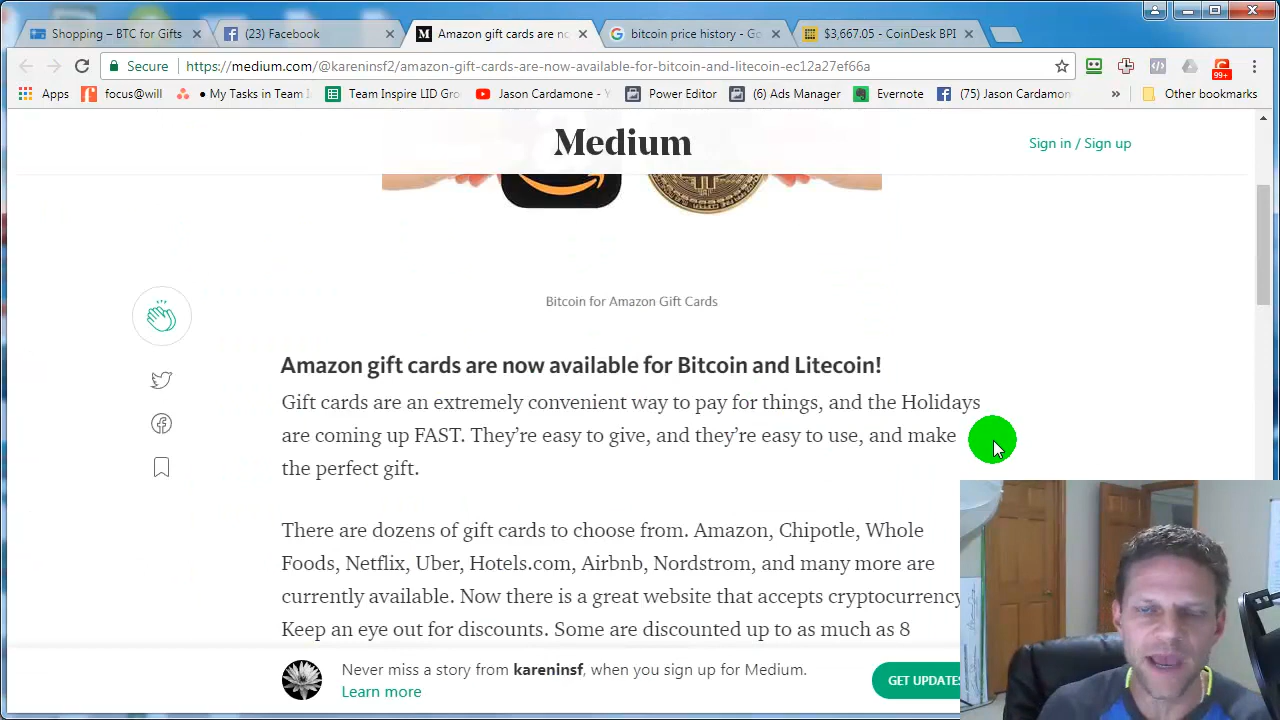 Shopping – BTC for Gifts
(23) Facebook
Amazon gift cards are no
bitcoin price history - Go
$3,667.05 - CoinDesk BPI
Secure
https://medium.com/@kareninsf2/amazon-gift-cards-are-now-available-for-bitcoin-and-litecoin-ec12a27ef66a
99+
Apps
focus@will
My Tasks in Team I
Team Inspire LID Gro
Jason Cardamone - Y
Power Editor
(6) Ads Manager
Evernote
(75) Jason Cardamon
»
Other bookmarks
Medium
Sign in / Sign up
Bitcoin for Amazon Gift Cards
Amazon gift cards are now available for Bitcoin and Litecoin!
Gift cards are an extremely convenient way to pay for things, and the Holidays
are coming up FAST. They’re easy to give, and they’re easy to use, and make
the perfect gift.
There are dozens of gift cards to choose from. Amazon, Chipotle, Whole
Foods, Netflix, Uber, Hotels.com, Airbnb, Nordstrom, and many more are
currently available. Now there is a great website that accepts cryptocurrency
Keep an eye out for discounts. Some are discounted up to as much as 8
Never miss a story from kareninsf, when you sign up for Medium.
Learn more
GET UPDATES